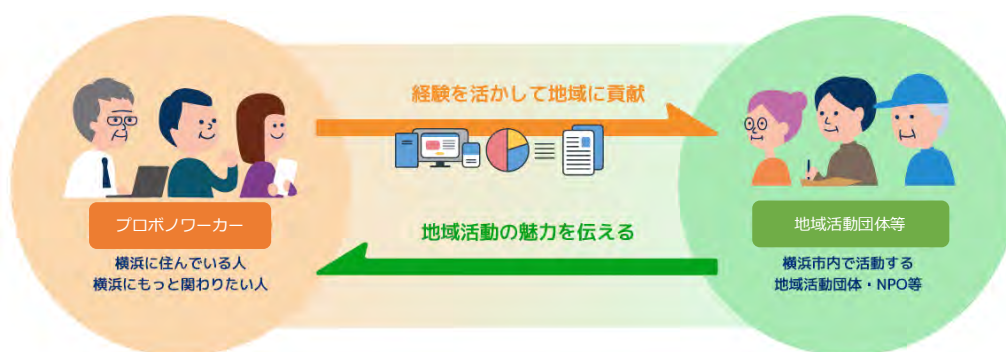 経験を活かして地域に貢献
プロボノワーカー
横浜に住んでいる人
横浜にもっと関わりたい人
地域活動の魅力を伝える
地域活動団体等
横浜市内で活動する
地域活動団体・NPO等